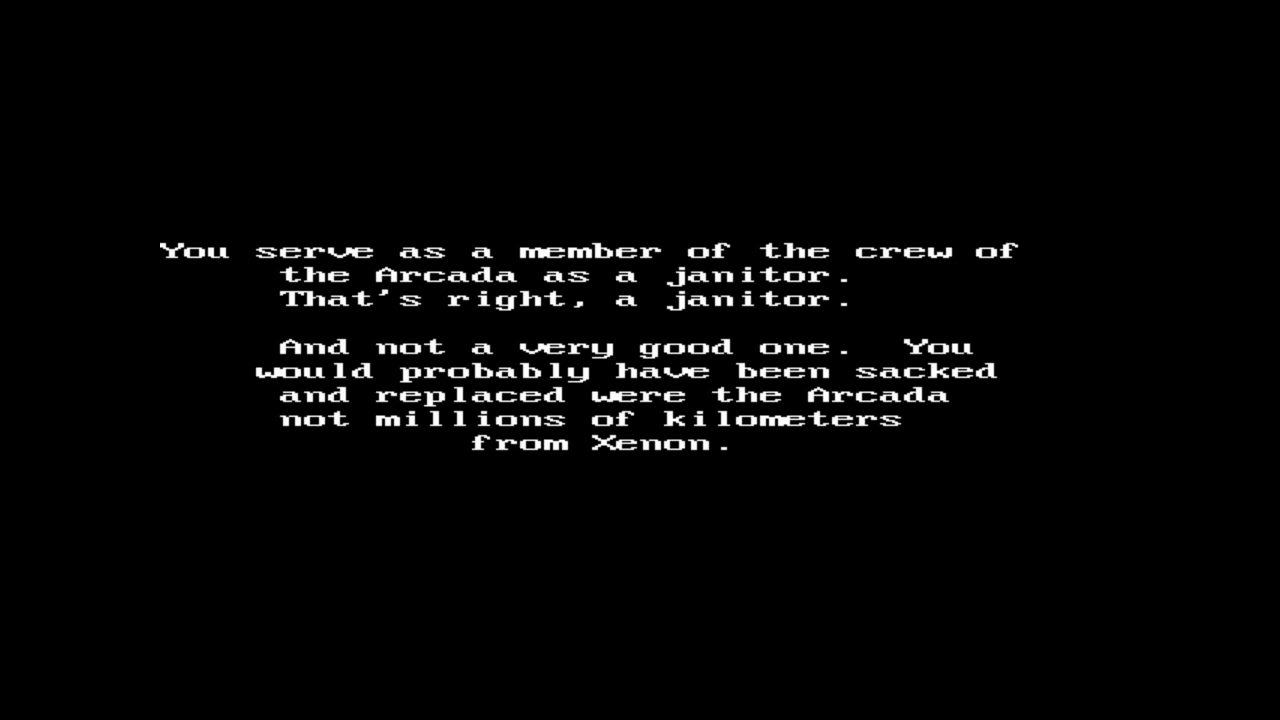 You serve as a member of the crew of
the Arcada as a janitor.
That's right, a janitor.
And not a very good one.  You
would probably have been sacked
and replaced were the Arcada
not millions of kilometers
from Xenon.